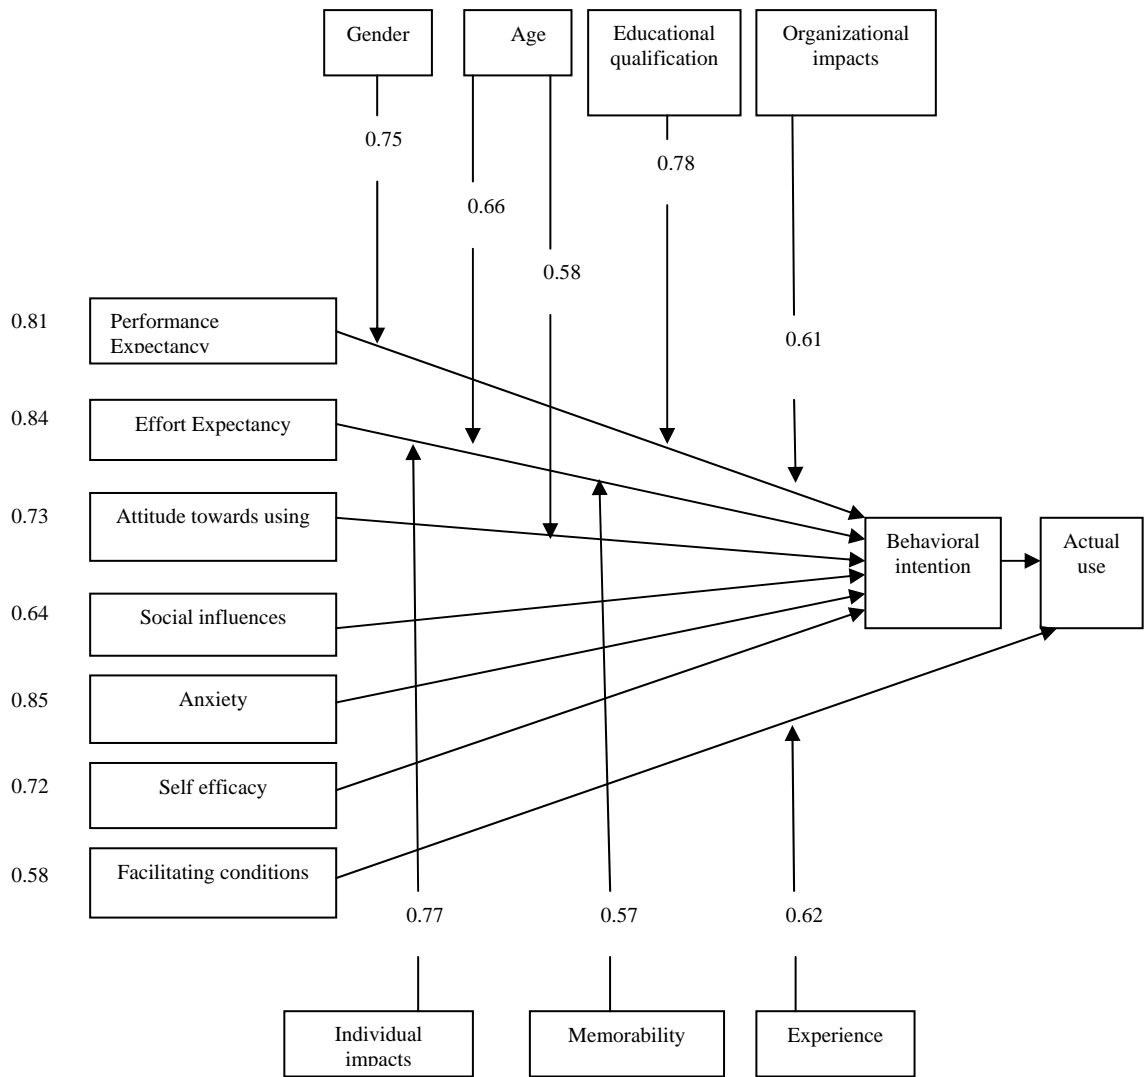 Gender
Age
Educational
qualification
Organizational
impacts
0.75
0.78
0.66
0.58
0.61
0.81
Performance
Expectancy
0.84
Effort Expectancy
0.73
Attitude towards using
Behavioral
intention
Actual
use
0.64
Social influences
0.85
Anxiety
0.72
Self efficacy
0.58
Facilitating conditions
0.77
0.57
0.62
Individual
impacts
Memorability
Experience